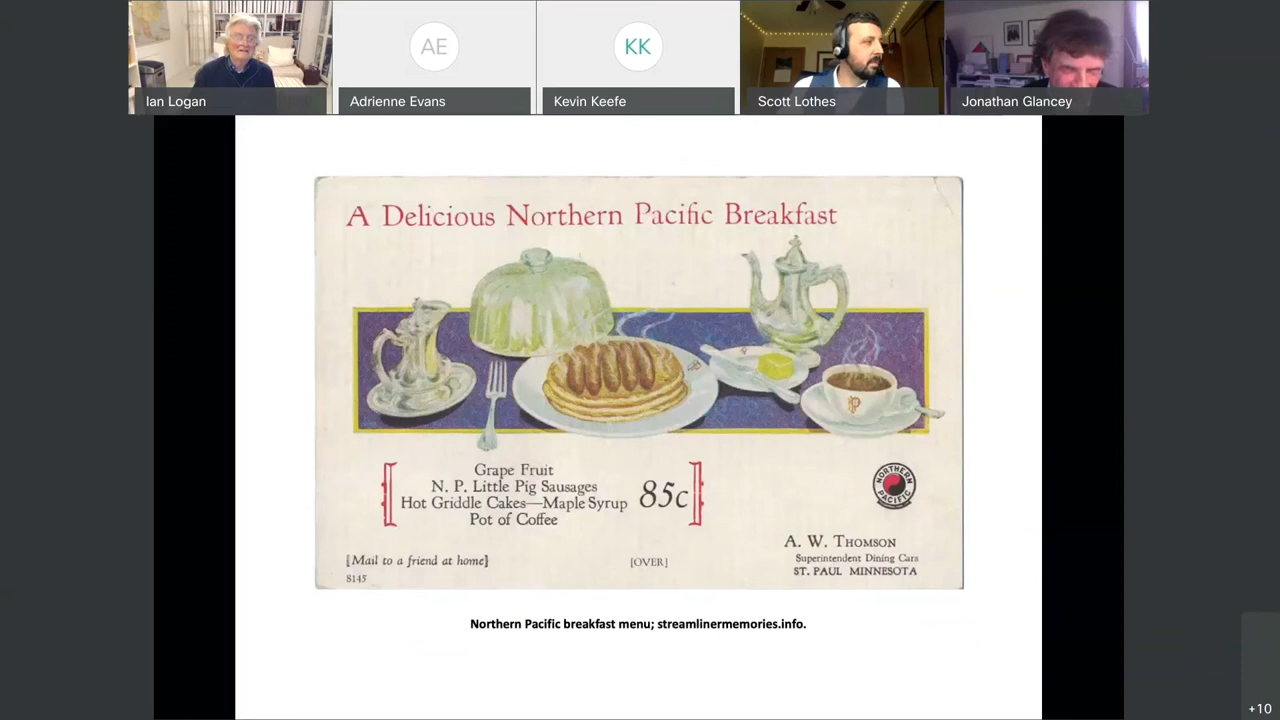 AE
KK
Ian Logan
Adrienne Evans
Kevin Keefe
Scott Lothes
Jonathan Glancey
A Delicious Northern Pacific Breakfast
Grape Fruit
N. P. Little Pig Sausages
Hot Griddle Cakes—Maple Syrup
Pot of Coffee
85c
NORTHERN
PACIFIC
A. W. THOMSON
Superintendent Dining Cars
ST. PAUL MINNESOTA
[Mail to a friend at home]
[OVER]
8145
Northern Pacific breakfast menu; streamlinermemories.info.
+10